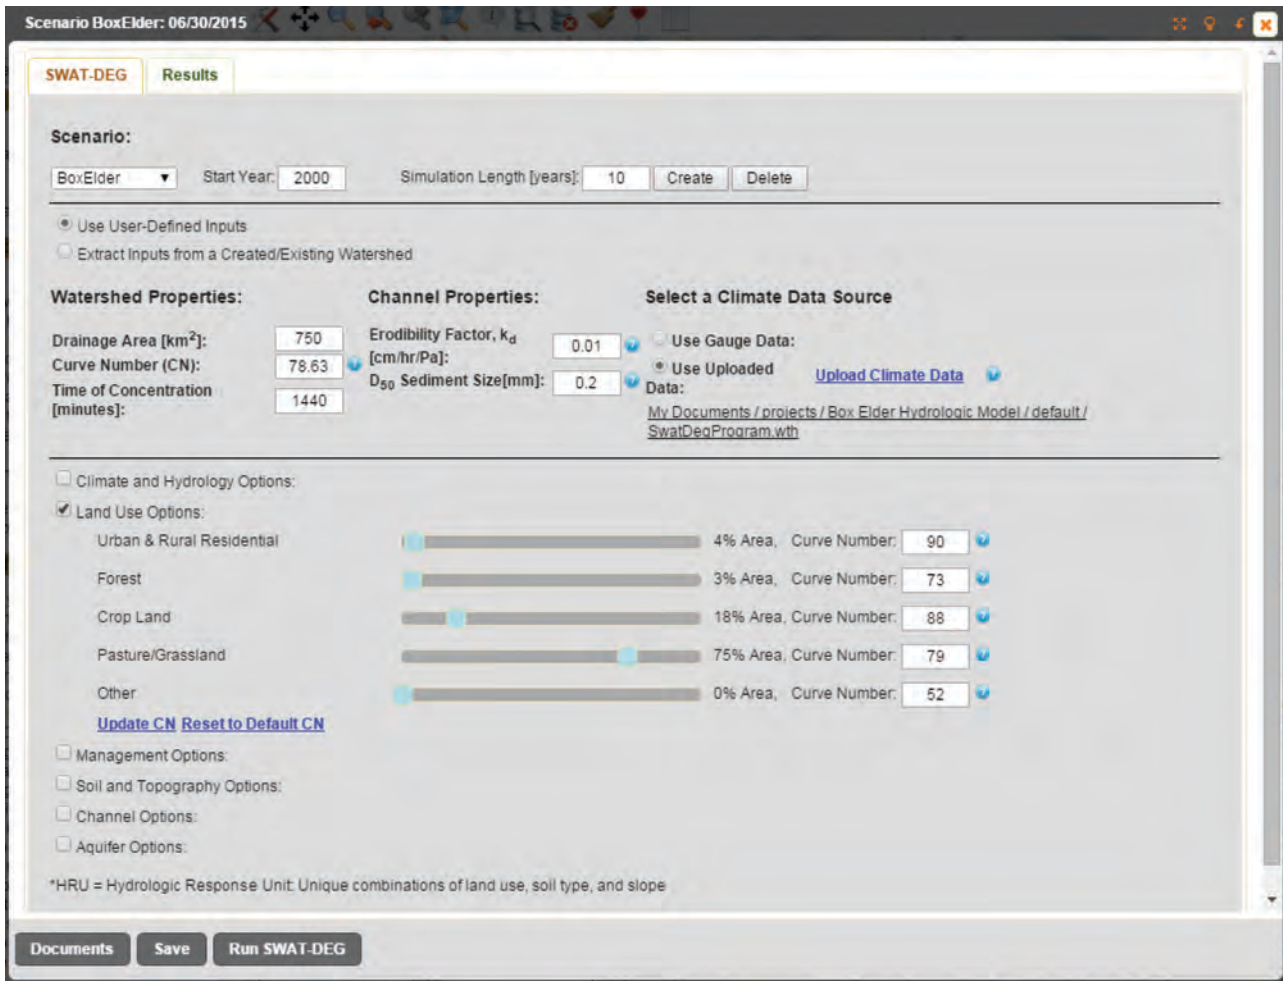 Scenario BoxElder: 06/30/2015
SWAT-DEG Results
Scenario:
BoxElder Start Year: 2000 Simulation Length [years]: 10 Create Delete
Use User-Defined Inputs
Extract Inputs from a Created/Existing Watershed
Watershed Properties: Channel Properties: Select a Climate Data Source
Drainage Area [km²]: 750 Erodibility Factor, kd [cm/hr/Pa]: 0.01 Use Gauge Data:
Curve Number (CN): 78.63 D50 Sediment Size[mm]: 0.2 Use Uploaded Data: Upload Climate Data
Time of Concentration [minutes]: 1440
My Documents / projects / Box Elder Hydrologic Model / default /
SwatDegProgram.wth
Climate and Hydrology Options:
Land Use Options:
Urban & Rural Residential 4% Area, Curve Number: 90
Forest 3% Area, Curve Number: 73
Crop Land 18% Area, Curve Number: 88
Pasture/Grassland 75% Area, Curve Number: 79
Other 0% Area, Curve Number: 52
Update CN Reset to Default CN
Management Options:
Soil and Topography Options:
Channel Options:
Aquifer Options:
*HRU = Hydrologic Response Unit: Unique combinations of land use, soil type, and slope
Documents Save Run SWAT-DEG